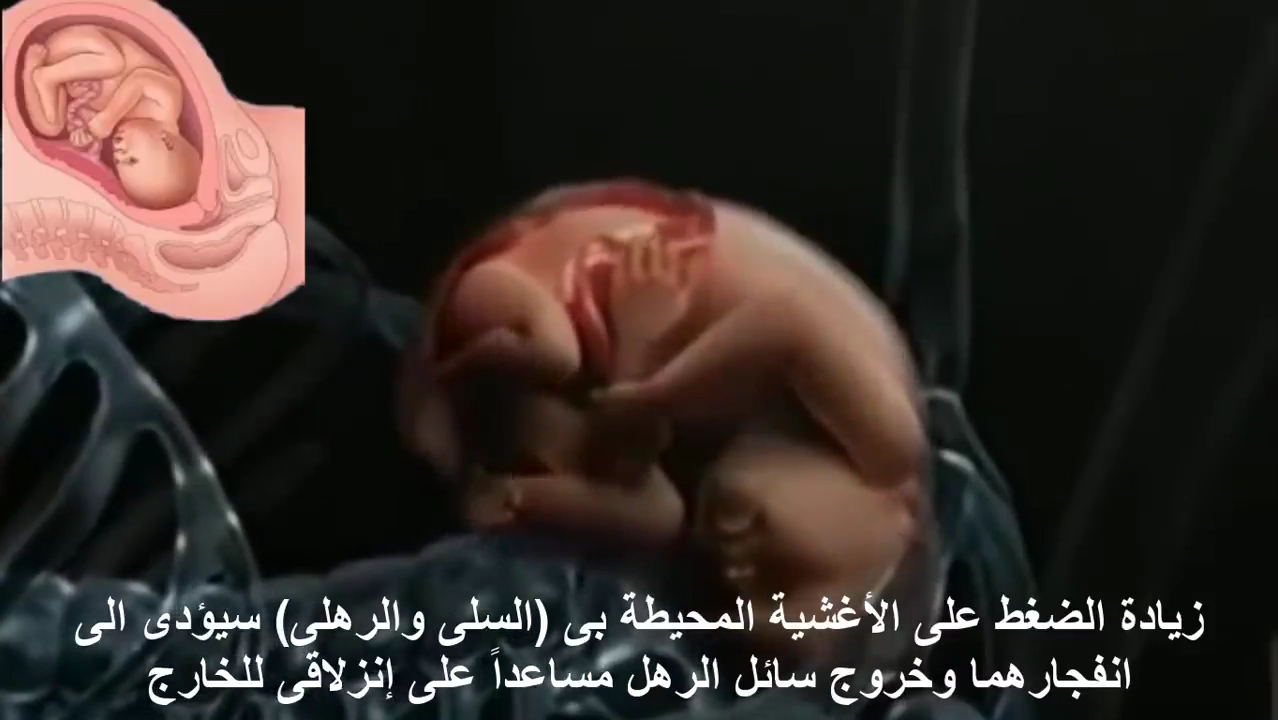 زيادة الضغط على الأغشية المحيطة بى (السلى والرهلى) سيؤدى الى
انفجارهما وخروج سائل الرهل مساعداً على إنزلاقى للخارج